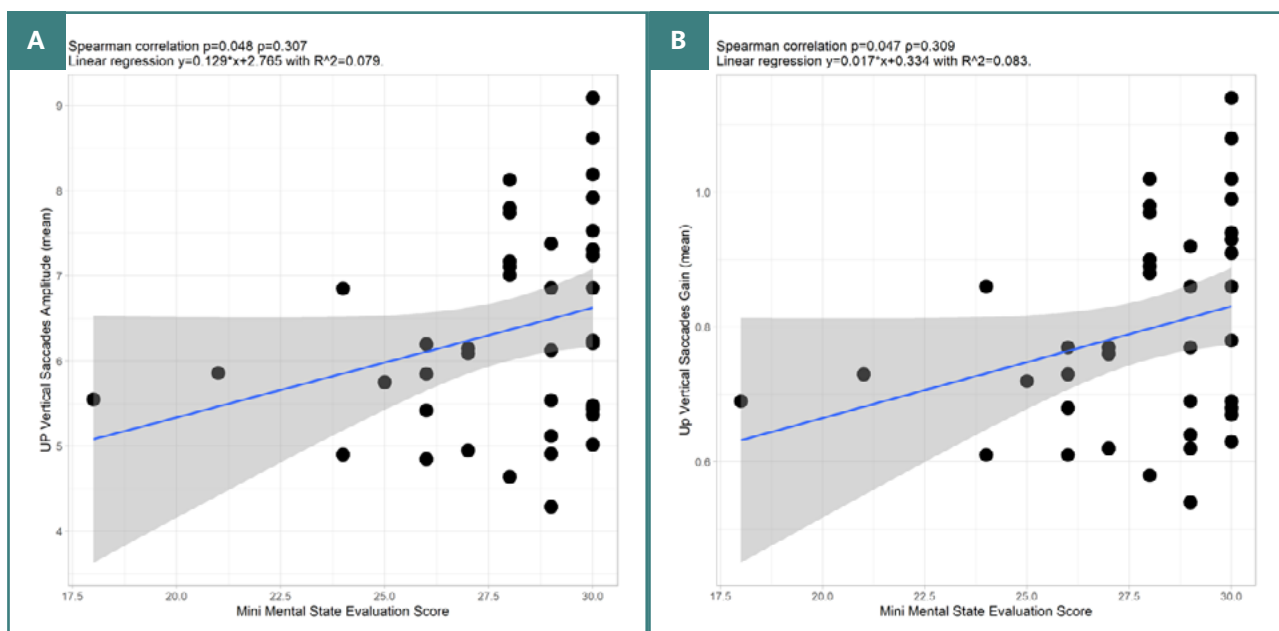 A
Spearman correlation p=0.048 ρ=0.307
Linear regression y=0.129*x+2.765 with R^2=0.079.
UP Vertical Saccades Amplitude (mean)
9
8
7
6
5
4
17.5 20.0 22.5 25.0 27.5 30.0
Mini Mental State Evaluation Score
B
Spearman correlation p=0.047 ρ=0.309
Linear regression y=0.017*x+0.334 with R^2=0.083.
Up Vertical Saccades Gain (mean)
1.0
0.8
0.6
17.5 20.0 22.5 25.0 27.5 30.0
Mini Mental State Evaluation Score